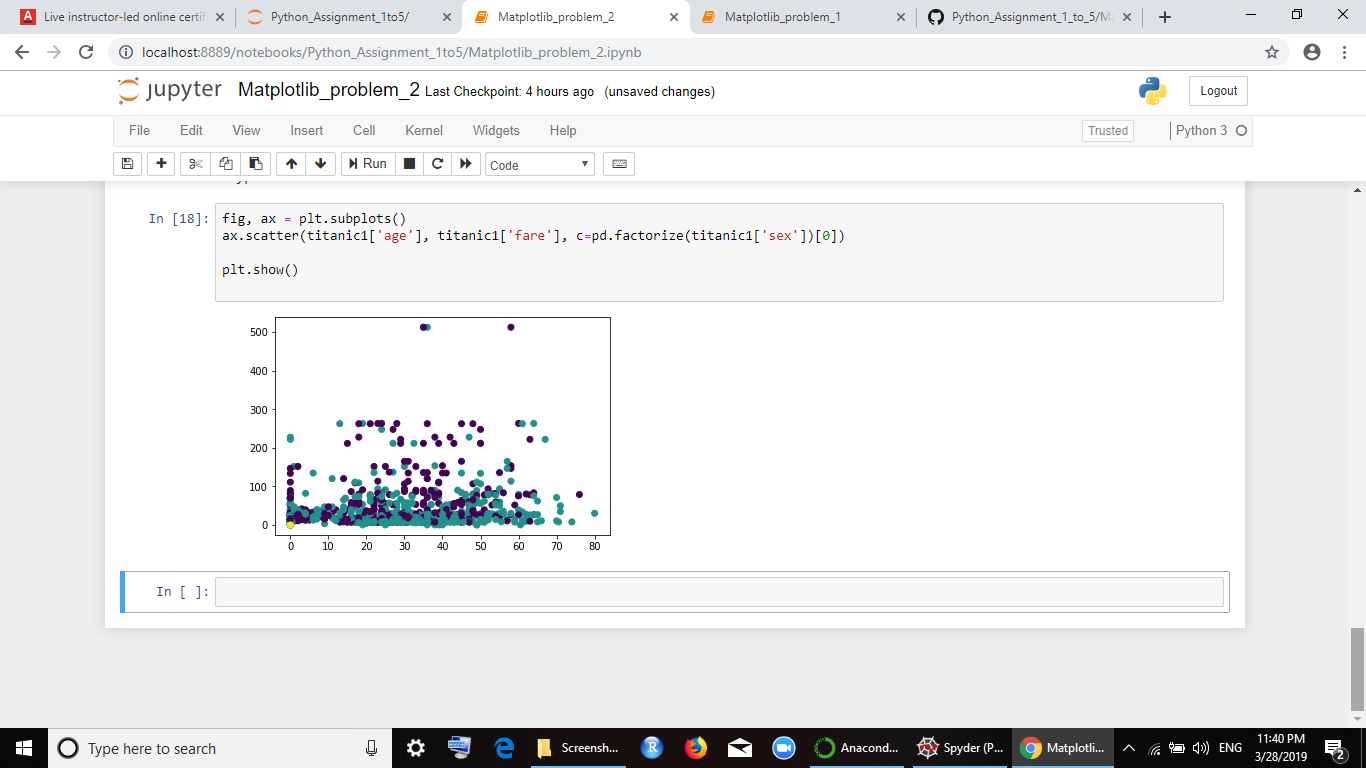 Live instructor-led online certif
Python_Assignment_1to5/
Matplotlib_problem_2
Matplotlib_problem_1
Python_Assignment_1_to_5/Ma
localhost:8889/notebooks/Python_Assignment_1to5/Matplotlib_problem_2.ipynb
jupyter Matplotlib_problem_2 Last Checkpoint: 4 hours ago (unsaved changes)
Logout
File Edit View Insert Cell Kernel Widgets Help
Trusted
Python 3
Run
Code
In [18]:
fig, ax = plt.subplots()
ax.scatter(titanic1['age'], titanic1['fare'], c=pd.factorize(titanic1['sex'])[0])
plt.show()
500
400
300
200
100
0
0 10 20 30 40 50 60 70 80
In [ ]:
Type here to search
Screensh...
Anacond...
Spyder (P...
Matplotli...
ENG
11:40 PM
3/28/2019
2